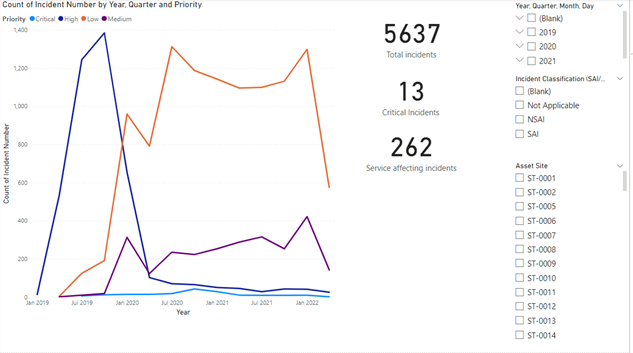 Count of Incident Number by Year, Quarter and Priority
Priority Critical High Low Medium
1,400
1,200
1,000
800
600
400
200
0
Count of Incident Number
Jan 2019 Jul 2019 Jan 2020 Jul 2020 Jan 2021 Jul 2021 Jan 2022
Year
5637
Total incidents
13
Critical Incidents
262
Service affecting incidents
Year, Quarter, Month, Day
(Blank)
2019
2020
2021
Incident Classification (SAI/...
(Blank)
Not Applicable
NSAI
SAI
Asset Site
ST-0001
ST-0002
ST-0005
ST-0006
ST-0007
ST-0008
ST-0009
ST-0010
ST-0011
ST-0012
ST-0013
ST-0014